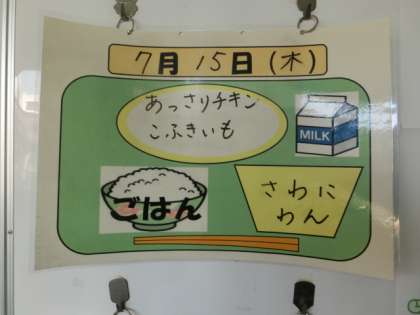 7月15日(木)
あっさりチキン
こふきいも
MILK
ごはん
さわに
わん